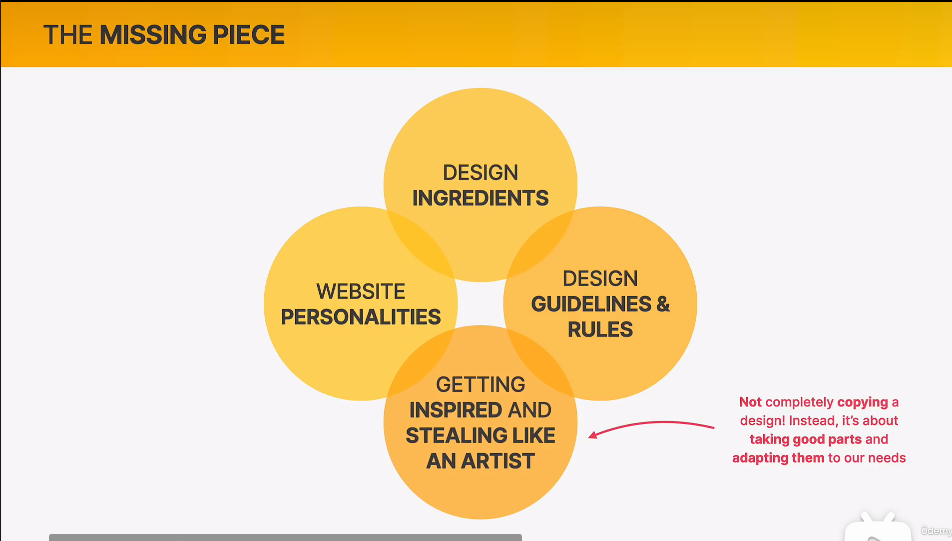 THE MISSING PIECE
DESIGN
INGREDIENTS
WEBSITE
PERSONALITIES
DESIGN
GUIDELINES &
RULES
GETTING
INSPIRED AND
STEALING LIKE
AN ARTIST
Not completely copying a
design! Instead, it’s about
taking good parts and
adapting them to our needs
ûdemy